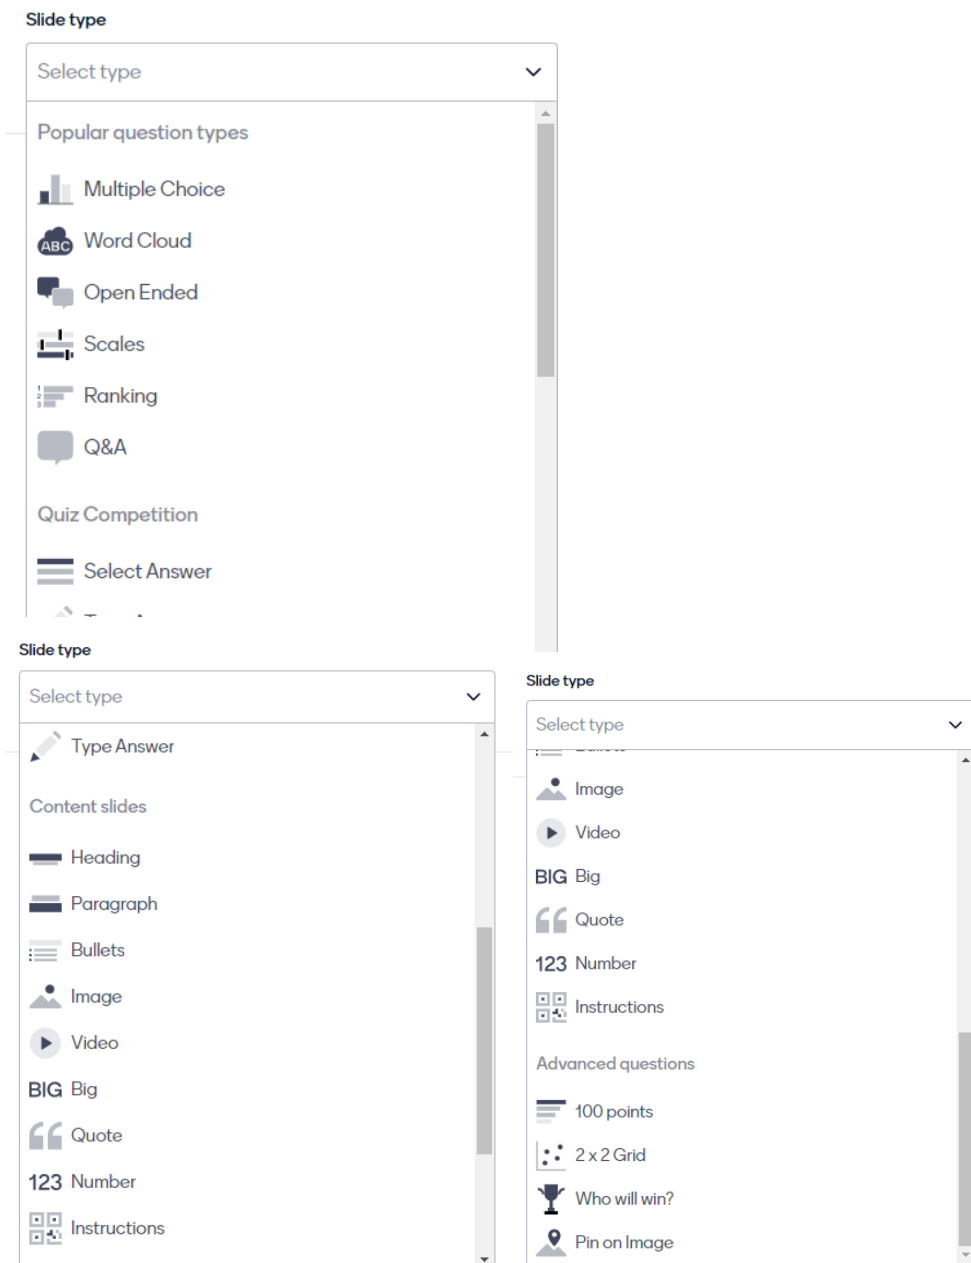 Slide type
Select type
Popular question types
Multiple Choice
ABC Word Cloud
Open Ended
Scales
1
2
3
Ranking
Q&A
Quiz Competition
Select Answer
Slide type
Select type
Type Answer
Content slides
Heading
Paragraph
Bullets
Image
Video
BIG Big
Quote
123 Number
Instructions
Slide type
Select type
Image
Video
BIG Big
Quote
123 Number
Instructions
Advanced questions
100 points
2 x 2 Grid
Who will win?
Pin on Image